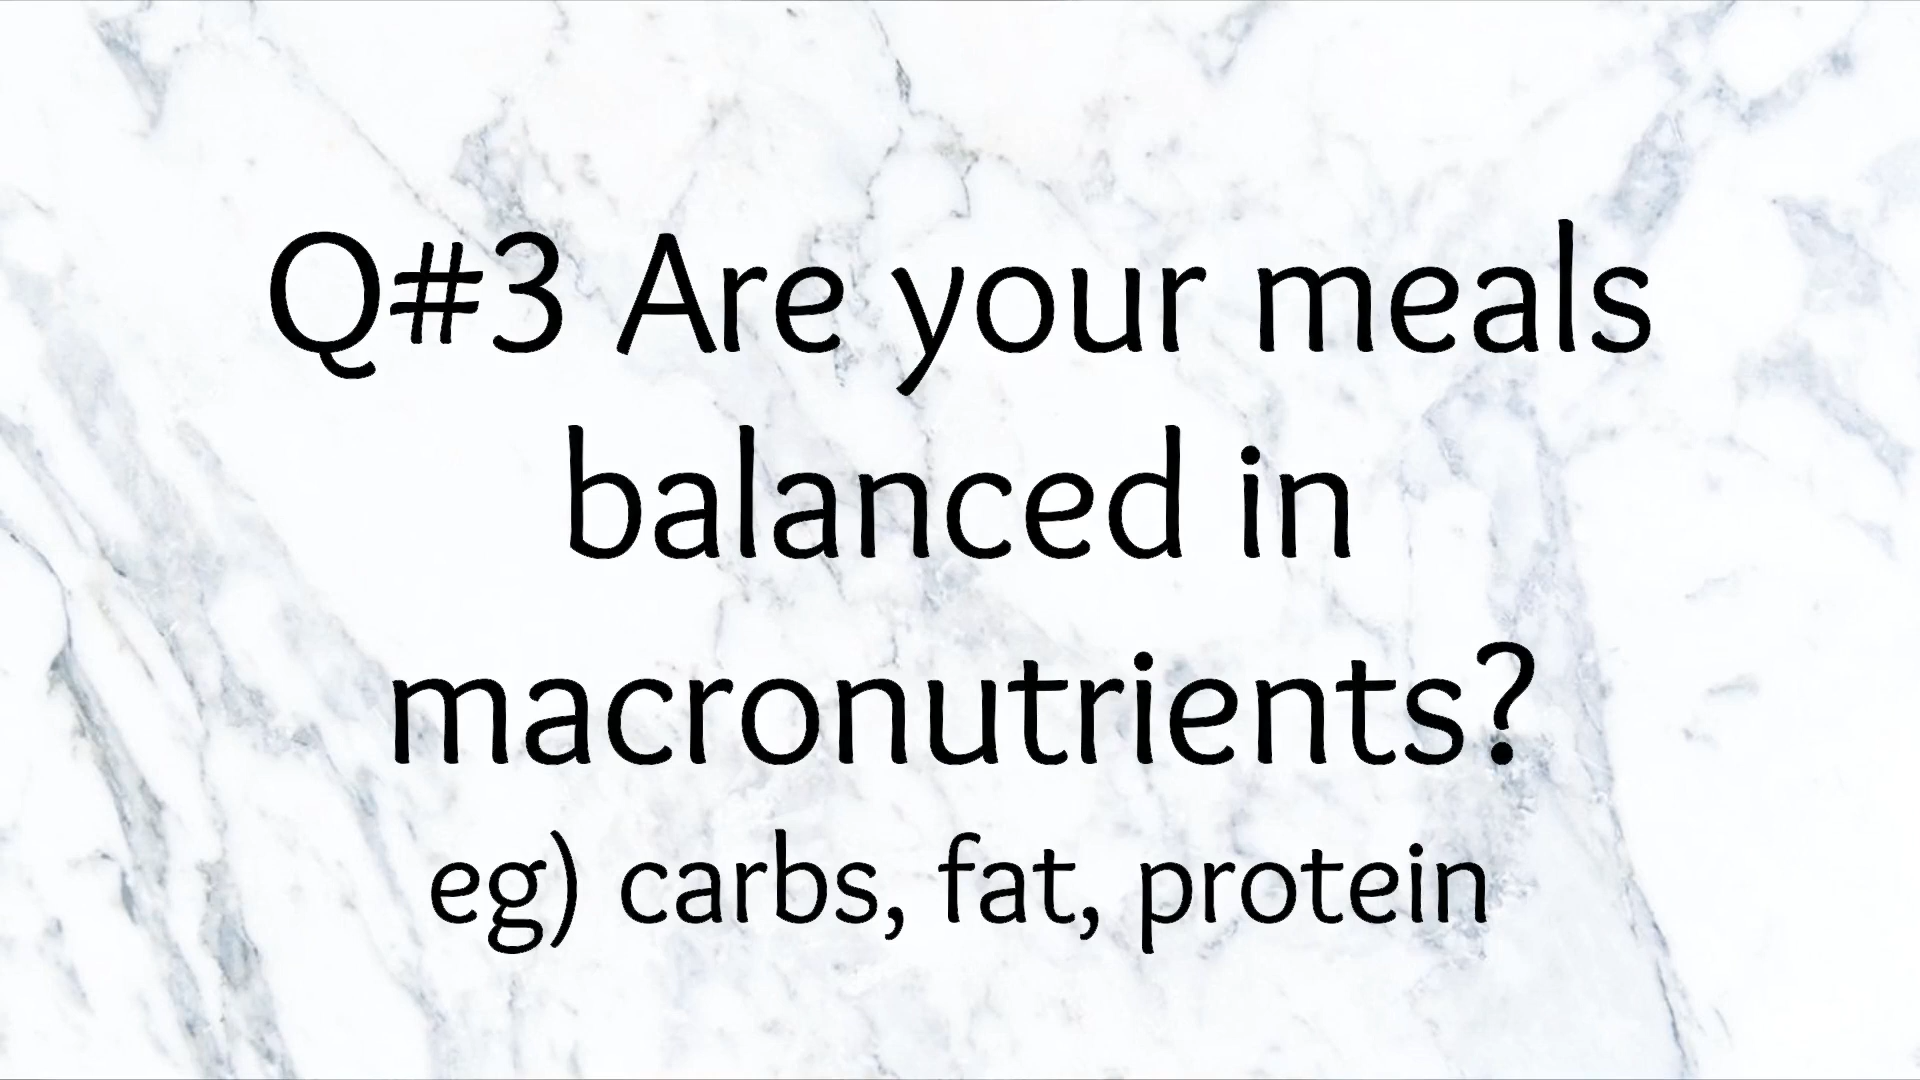 Q#3 Are your meals
balanced in
macronutrients?
eg) carbs, fat, protein